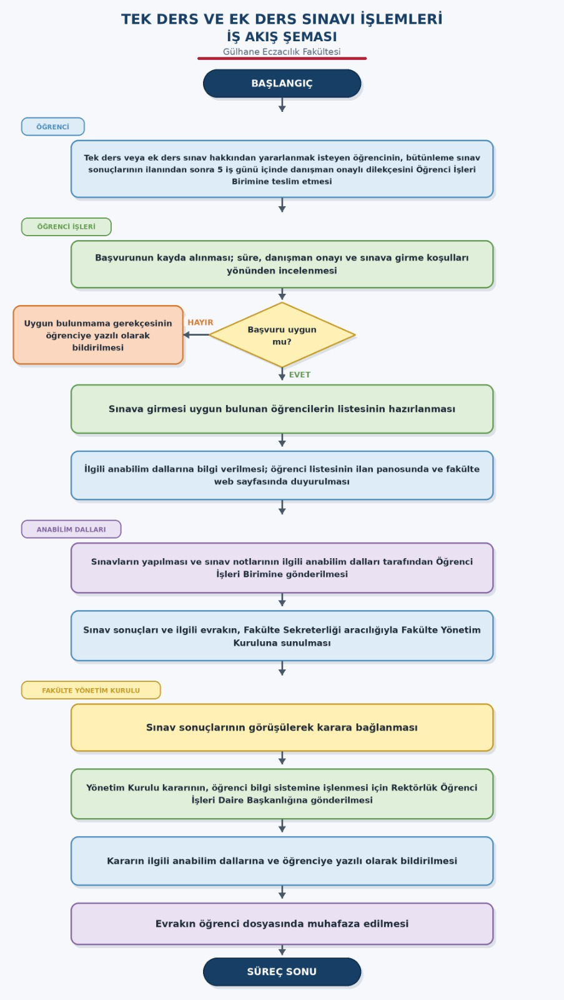 TEK DERS VE EK DERS SINAVI İŞLEMLERİ
İŞ AKIŞ ŞEMASI
Gülhane Eczacılık Fakültesi
BAŞLANGIÇ
ÖĞRENCİ
Tek ders veya ek ders sınav hakkından yararlanmak isteyen öğrencinin, bütünleme sınav
sonuçlarının ilanından sonra 5 iş günü içinde danışman onaylı dilekçesini Öğrenci İşleri
Birimine teslim etmesi
ÖĞRENCİ İŞLERİ
Başvurunun kayda alınması; süre, danışman onayı ve sınava girme koşulları
yönünden incelenmesi
Başvuru uygun
mu?
HAYIR
Uygun bulunmama gerekçesinin
öğrenciye yazılı olarak
bildirilmesi
EVET
Sınava girmesi uygun bulunan öğrencilerin listesinin hazırlanması
İlgili anabilim dallarına bilgi verilmesi; öğrenci listesinin ilan panosunda ve fakülte
web sayfasında duyurulması
ANABİLİM DALLARI
Sınavların yapılması ve sınav notlarının ilgili anabilim dalları tarafından Öğrenci
İşleri Birimine gönderilmesi
Sınav sonuçları ve ilgili evrakın, Fakülte Sekreterliği aracılığıyla Fakülte Yönetim
Kuruluna sunulması
FAKÜLTE YÖNETİM KURULU
Sınav sonuçlarının görüşülerek karara bağlanması
Yönetim Kurulu kararının, öğrenci bilgi sistemine işlenmesi için Rektörlük Öğrenci
İşleri Daire Başkanlığına gönderilmesi
Kararın ilgili anabilim dallarına ve öğrenciye yazılı olarak bildirilmesi
Evrakın öğrenci dosyasında muhafaza edilmesi
SÜREÇ SONU